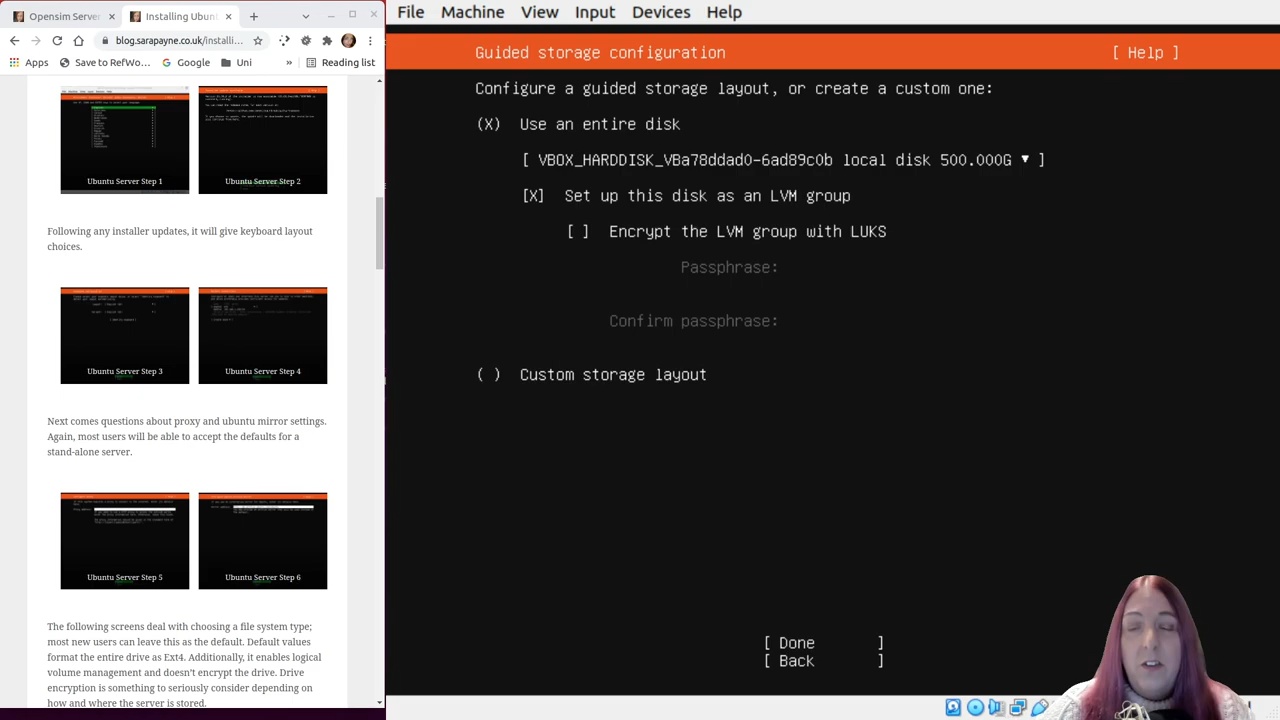 Opensim Server
Installing Ubunt
blog.sarapayne.co.uk/installi...
Apps
Save to RefWo...
Google
Uni
»
Reading list
Ubuntu Server Step 1
Ubuntu Server Step 2
Following any installer updates, it will give keyboard layout
choices.
Ubuntu Server Step 3
Ubuntu Server Step 4
Next comes questions about proxy and ubuntu mirror settings.
Again, most users will be able to accept the defaults for a
stand-alone server.
Ubuntu Server Step 5
Ubuntu Server Step 6
The following screens deal with choosing a file system type;
most new users can leave this as the default. Default values
format the entire drive as Ext4. Additionally, it enables logical
volume management and doesn't encrypt the drive. Drive
encryption is something to seriously consider depending on
how and where the server is stored.
File Machine View Input Devices Help
Guided storage configuration [ Help ]
Configure a guided storage layout, or create a custom one:
(X) Use an entire disk
[ VBOX_HARDDISK_VBa78ddad0-6ad89c0b local disk 500.000G ▾ ]
[X] Set up this disk as an LVM group
[ ] Encrypt the LVM group with LUKS
Passphrase:
Confirm passphrase:
( ) Custom storage layout
[ Done ]
[ Back ]